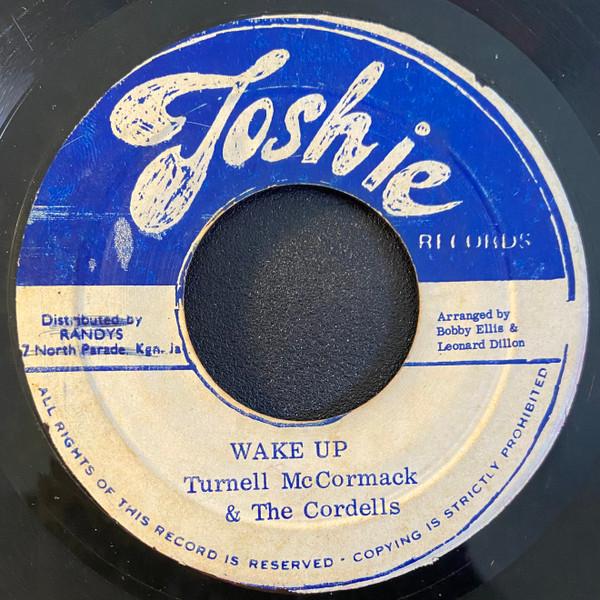 Joshie
RECORDS
Distributed by
RANDYS
7 North Parade, Kgn. Ja
Arranged by
Bobby Ellis &
Leonard Dillon
WAKE UP
Turnell McCormack
& The Cordells
ALL RIGHTS OF THIS RECORD IS RESERVED · COPYING IS STRICTLY PROHIBITED